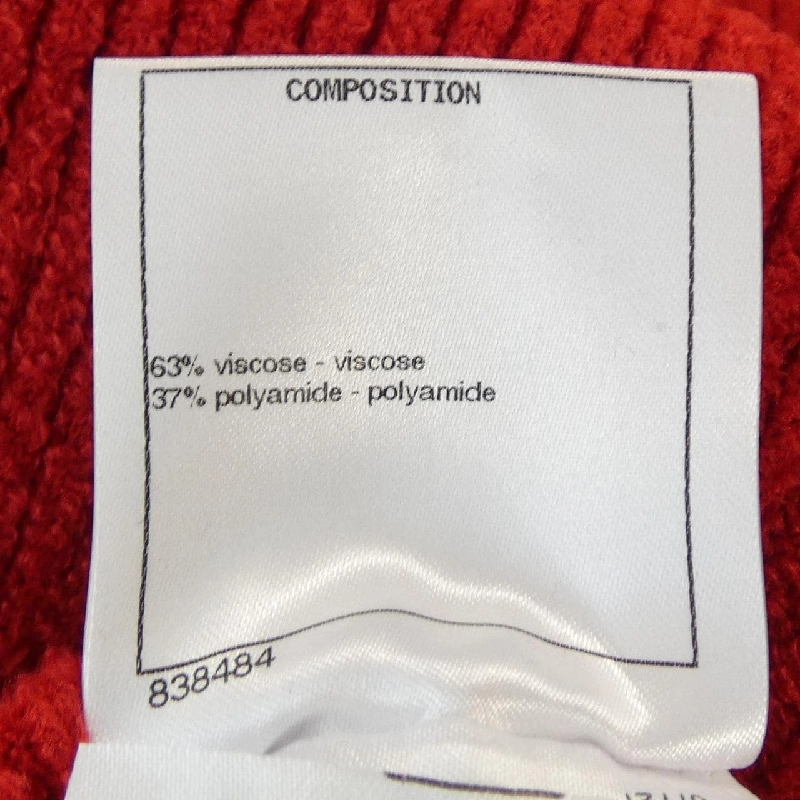 COMPOSITION
63% viscose - viscose
37% polyamide - polyamide
838484